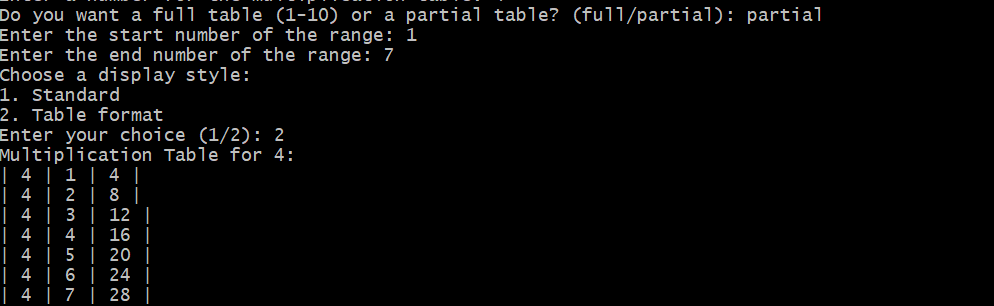 Do you want a full table (1-10) or a partial table? (full/partial): partial
Enter the start number of the range: 1
Enter the end number of the range: 7
Choose a display style:
1. Standard
2. Table format
Enter your choice (1/2): 2
Multiplication Table for 4:
| 4 | 1 | 4 |
| 4 | 2 | 8 |
| 4 | 3 | 12 |
| 4 | 4 | 16 |
| 4 | 5 | 20 |
| 4 | 6 | 24 |
| 4 | 7 | 28 |